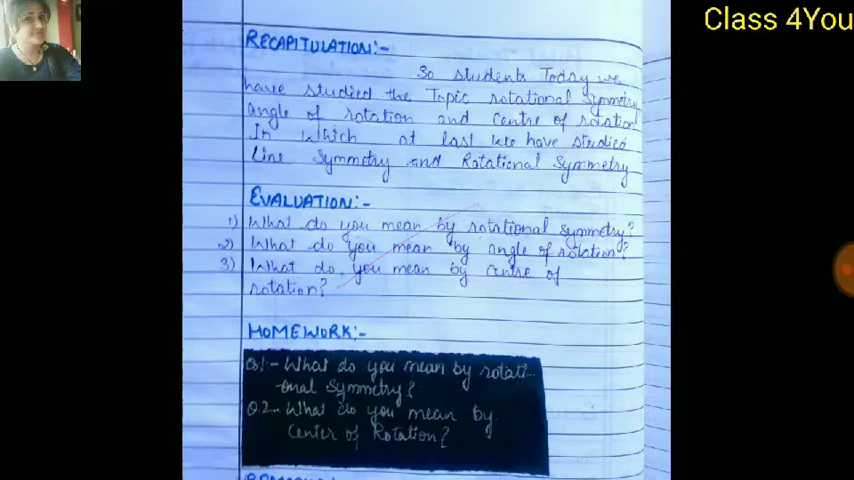 Class 4You
RECAPITULATION:-
So students Today we
have studied the Topic rotational symmetry
angle of rotation and centre of rotation
In which at last we have studied
Line Symmetry and Rotational Symmetry
EVALUATION:-
1) What do you mean by rotational symmetry?
2) What do you mean by angle of rotation?
3) What do you mean by centre of
rotation?
HOMEWORK:-
Q1:- What do you mean by rotati...
onal Symmetry?
Q.2.. What do you mean by
Center of Rotation?